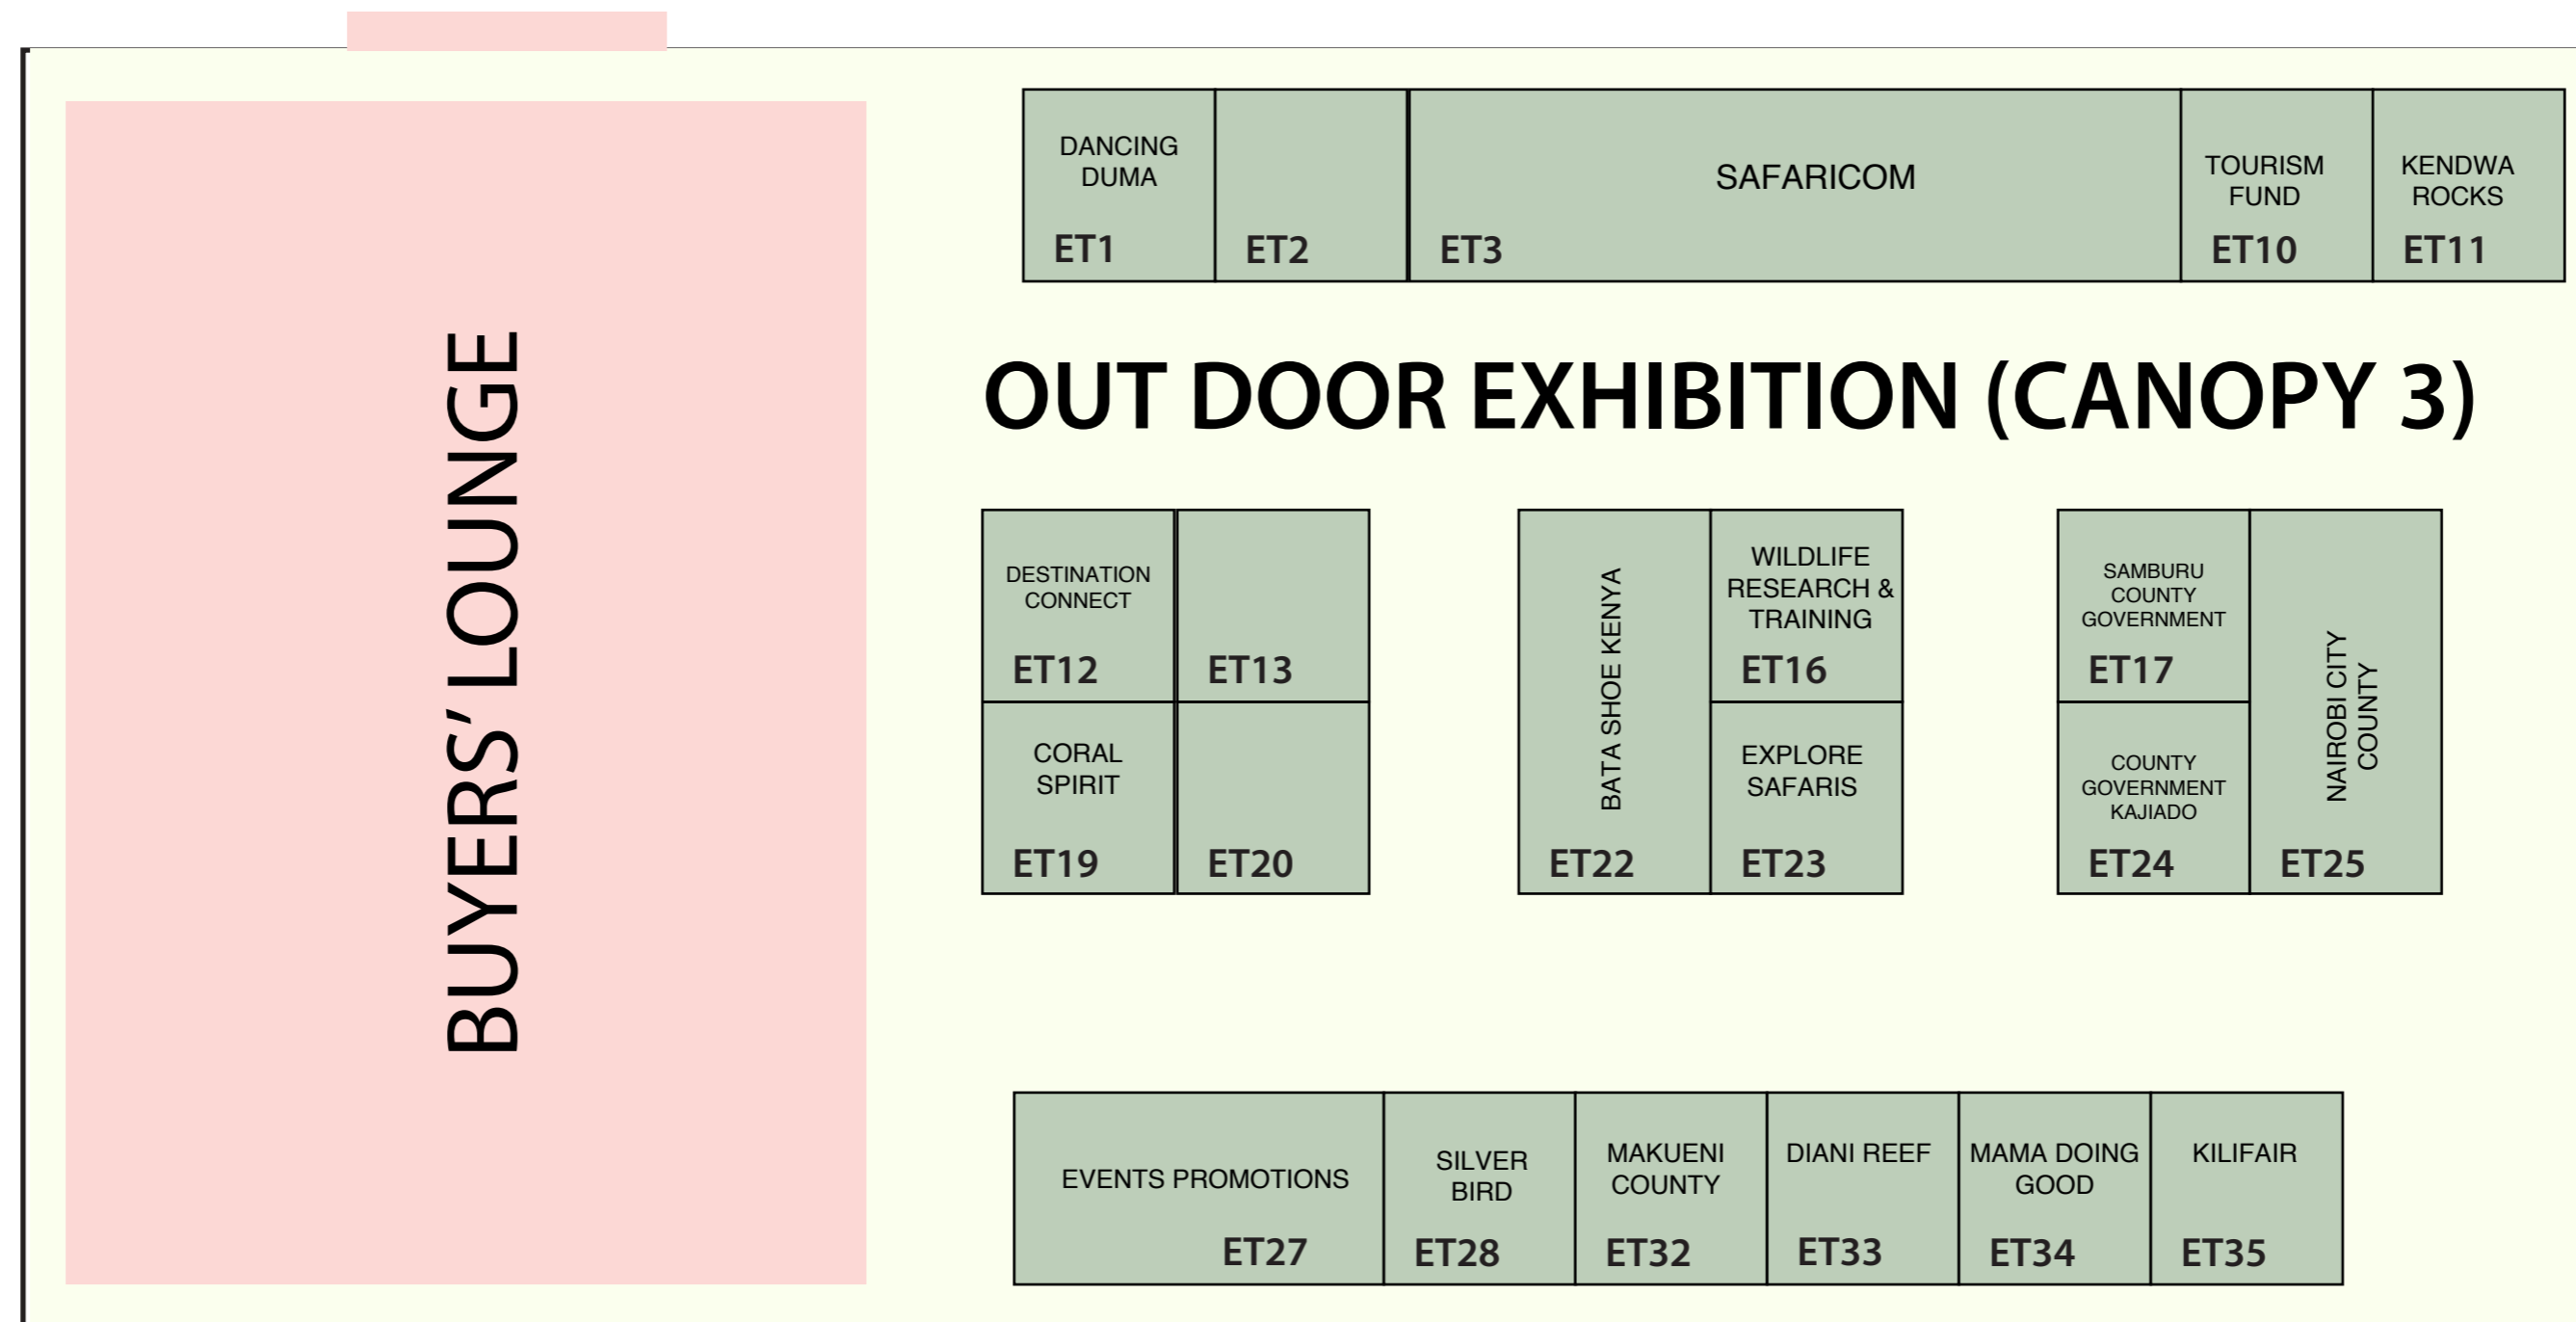 BUYERS’ LOUNGE
DANCING
DUMA
ET1
ET2
SAFARICOM
ET3
TOURISM
FUND
ET10
KENDWA
ROCKS
ET11
OUT DOOR EXHIBITION (CANOPY 3)
DESTINATION
CONNECT
ET12
ET13
CORAL
SPIRIT
ET19
ET20
BATA SHOE KENYA
ET22
WILDLIFE
RESEARCH &
TRAINING
ET16
EXPLORE
SAFARIS
ET23
SAMBURU
COUNTY
GOVERNMENT
ET17
COUNTY
GOVERNMENT
KAJIADO
ET24
NAIROBI CITY
COUNTY
ET25
EVENTS PROMOTIONS
ET27
SILVER
BIRD
ET28
MAKUENI
COUNTY
ET32
DIANI REEF
ET33
MAMA DOING
GOOD
ET34
KILIFAIR
ET35